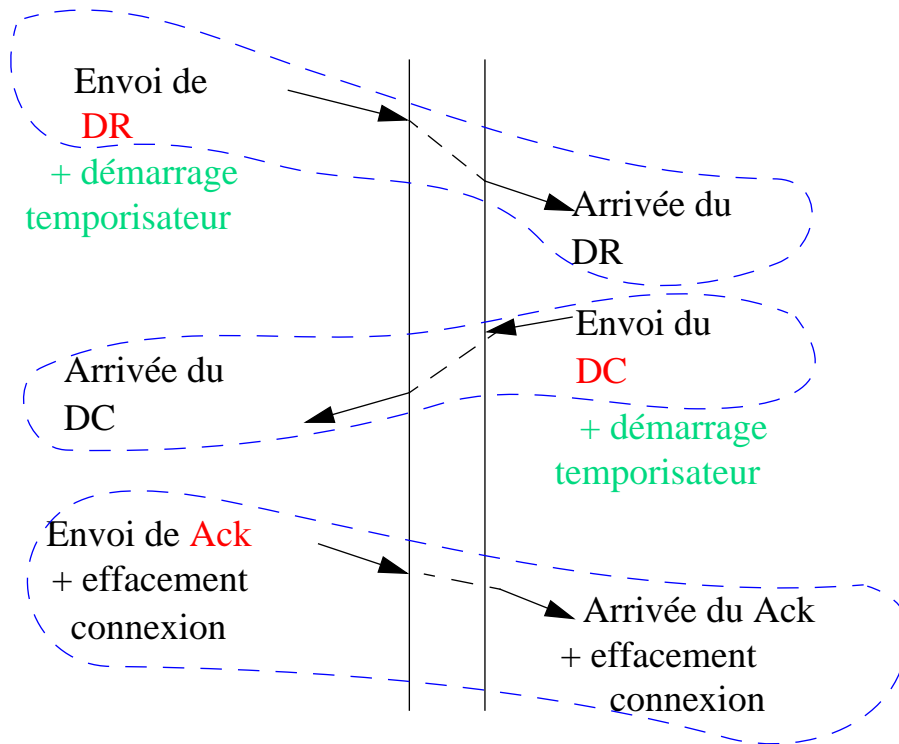 Envoi de
DR
+ démarrage
temporisateur
Arrivée du
DR
Envoi du
DC
+ démarrage
temporisateur
Arrivée du
DC
Envoi de Ack
+ effacement
connexion
Arrivée du Ack
+ effacement
connexion